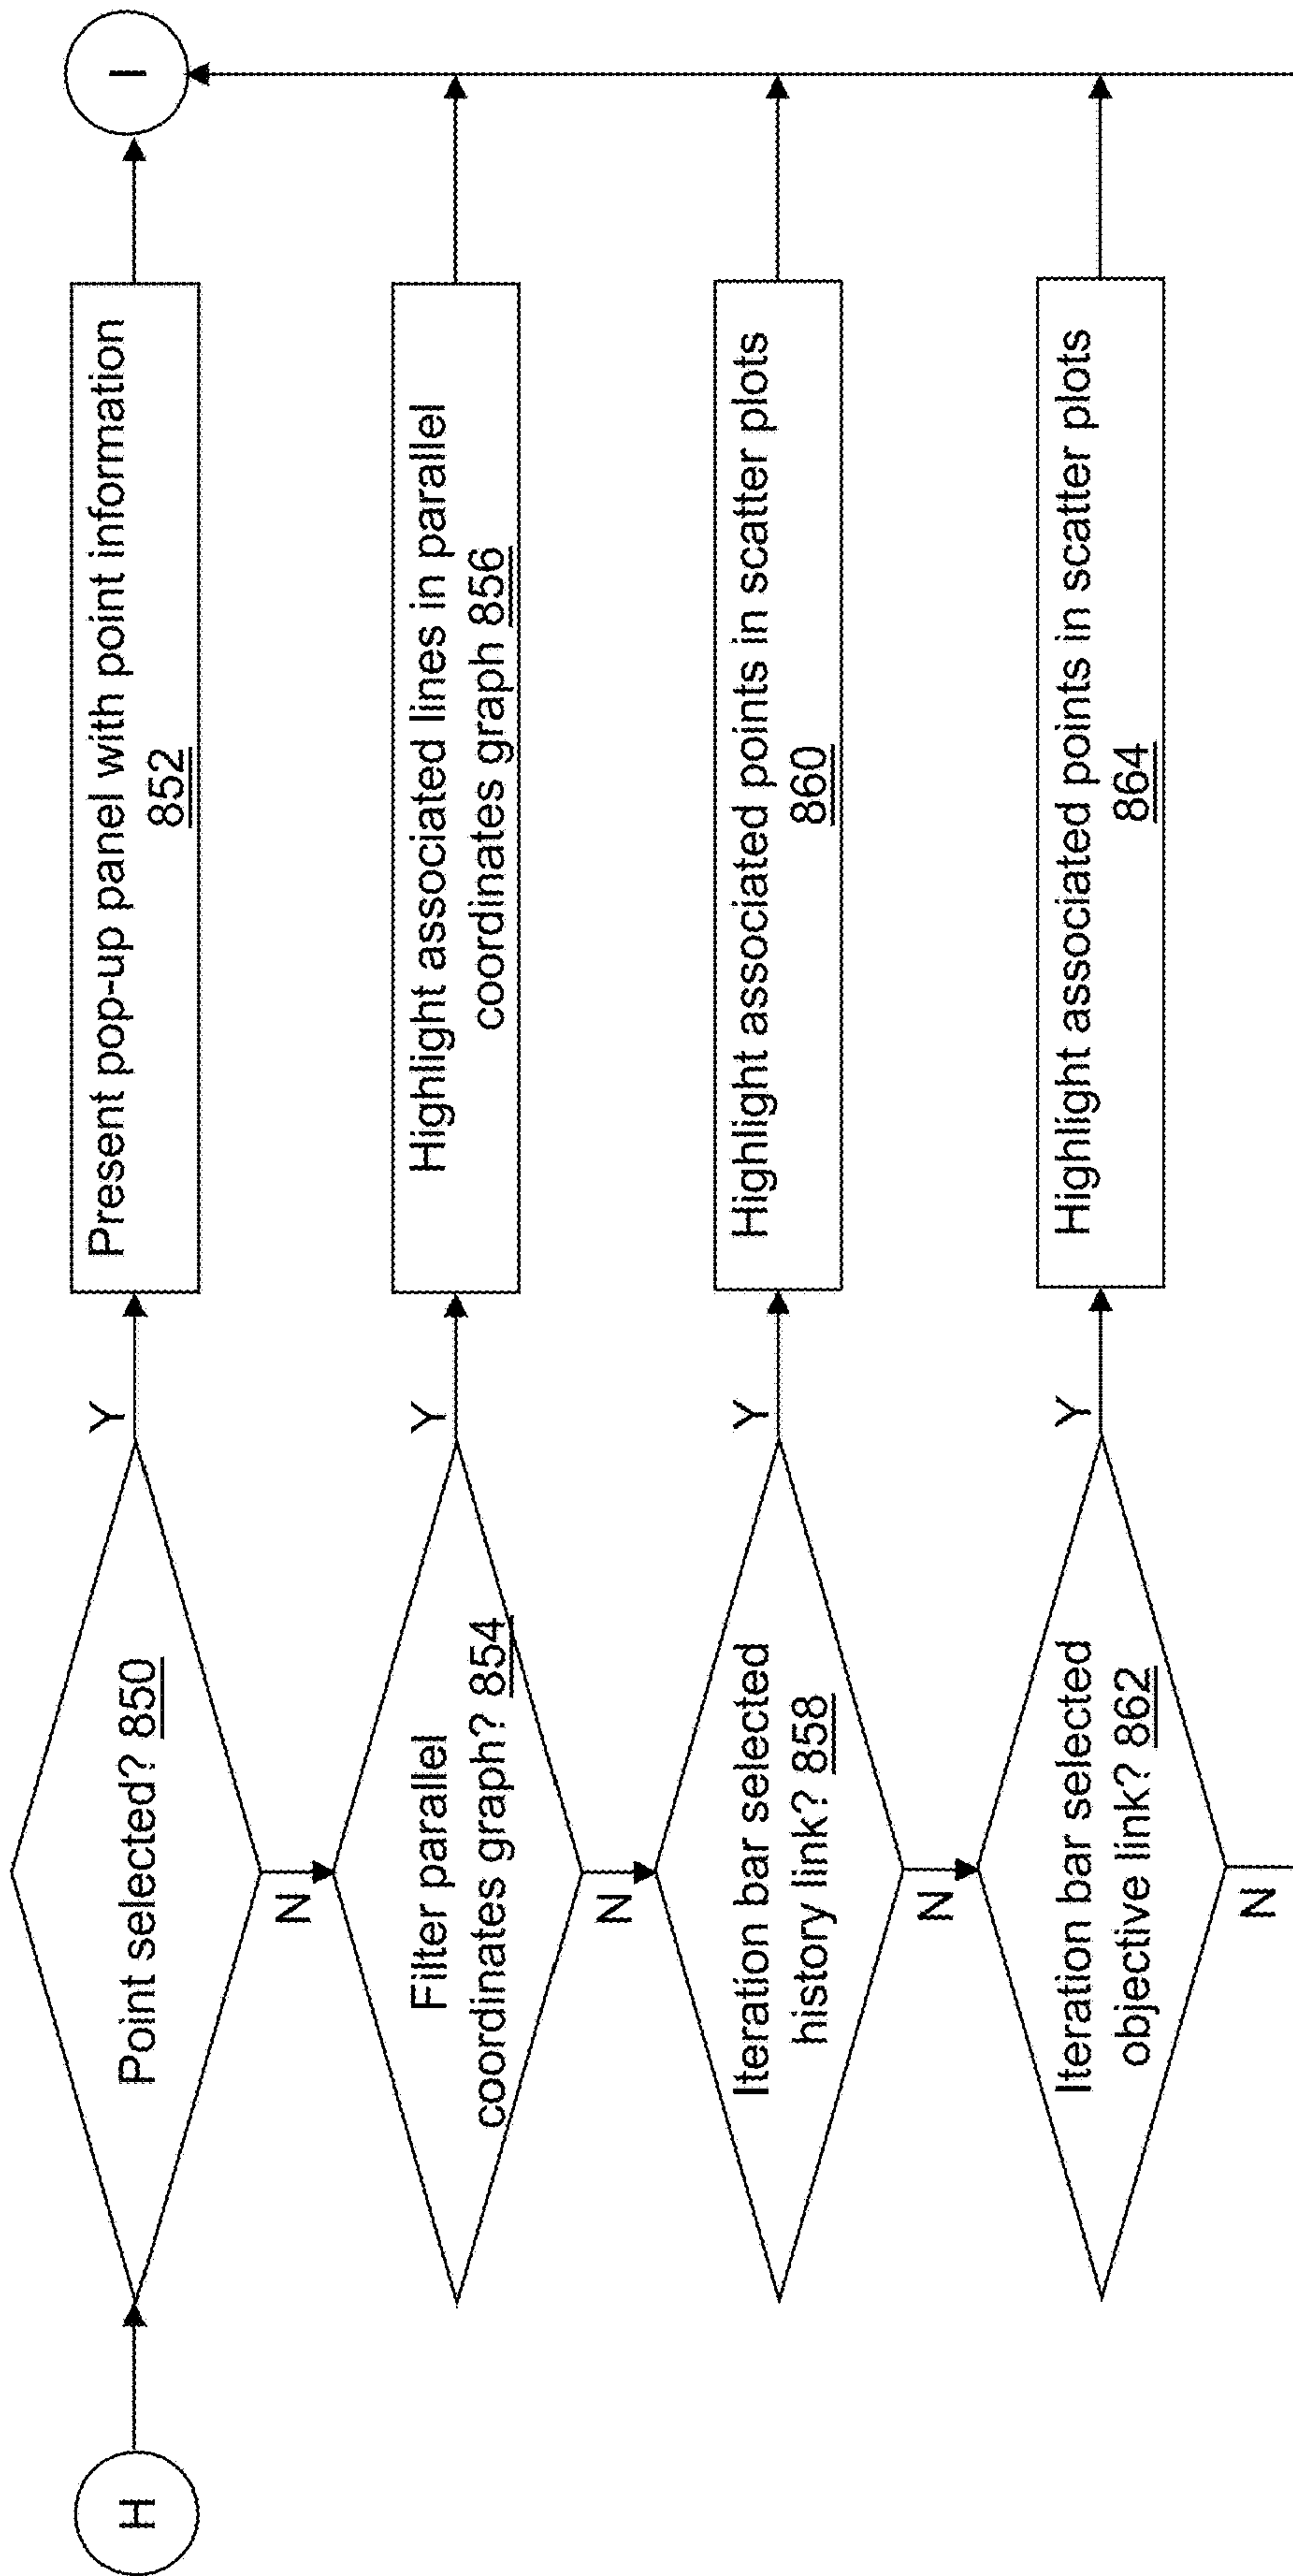 H
Point selected? 850
Y
Present pop-up panel with point information
852
I
N
Filter parallel
coordinates graph? 854
Y
Highlight associated lines in parallel
coordinates graph 856
N
Iteration bar selected
history link? 858
Y
Highlight associated points in scatter plots
860
N
Iteration bar selected
objective link? 862
Y
Highlight associated points in scatter plots
864
N